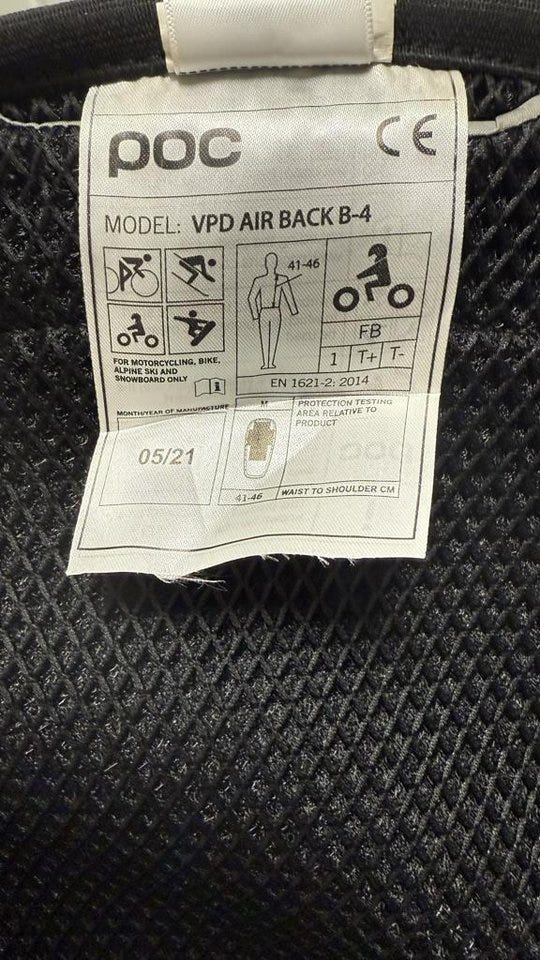 poc CE
MODEL: VPD AIR BACK B-4
41-46
FB
1 T+ T-
FOR MOTORCYCLING, BIKE,
ALPINE SKI AND
SNOWBOARD ONLY
i
EN 1621-2: 2014
MONTH/YEAR OF MANUFACTURE
05/21
M
41-46
PROTECTION TESTING
AREA RELATIVE TO
PRODUCT
WAIST TO SHOULDER CM